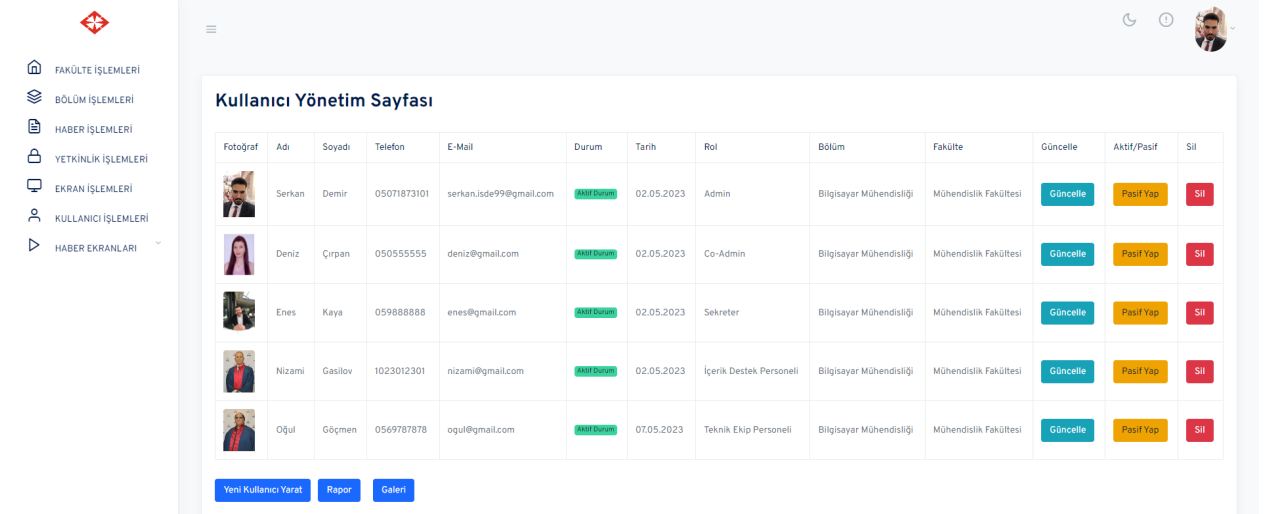 FAKÜLTE İŞLEMLERİ
BÖLÜM İŞLEMLERİ
HABER İŞLEMLERİ
YETKİNLİK İŞLEMLERİ
EKRAN İŞLEMLERİ
KULLANICI İŞLEMLERİ
HABER EKRANLARI
Kullanıcı Yönetim Sayfası
Fotoğraf Adı Soyadı Telefon E-Mail Durum Tarih Rol Bölüm Fakülte Güncelle Aktif/Pasif Sil
Serkan Demir 05071873101 serkan.isde99@gmail.com Aktif Durum 02.05.2023 Admin Bilgisayar Mühendisliği Mühendislik Fakültesi Güncelle Pasif Yap Sil
Deniz Çırpan 050555555 deniz@gmail.com Aktif Durum 02.05.2023 Co-Admin Bilgisayar Mühendisliği Mühendislik Fakültesi Güncelle Pasif Yap Sil
Enes Kaya 059888888 enes@gmail.com Aktif Durum 02.05.2023 Sekreter Bilgisayar Mühendisliği Mühendislik Fakültesi Güncelle Pasif Yap Sil
Nizami Gasilov 1023012301 nizami@gmail.com Aktif Durum 02.05.2023 İçerik Destek Personeli Bilgisayar Mühendisliği Mühendislik Fakültesi Güncelle Pasif Yap Sil
Oğul Göçmen 0569787878 ogul@gmail.com Aktif Durum 07.05.2023 Teknik Ekip Personeli Bilgisayar Mühendisliği Mühendislik Fakültesi Güncelle Pasif Yap Sil
Yeni Kullanıcı Yarat Rapor Galeri